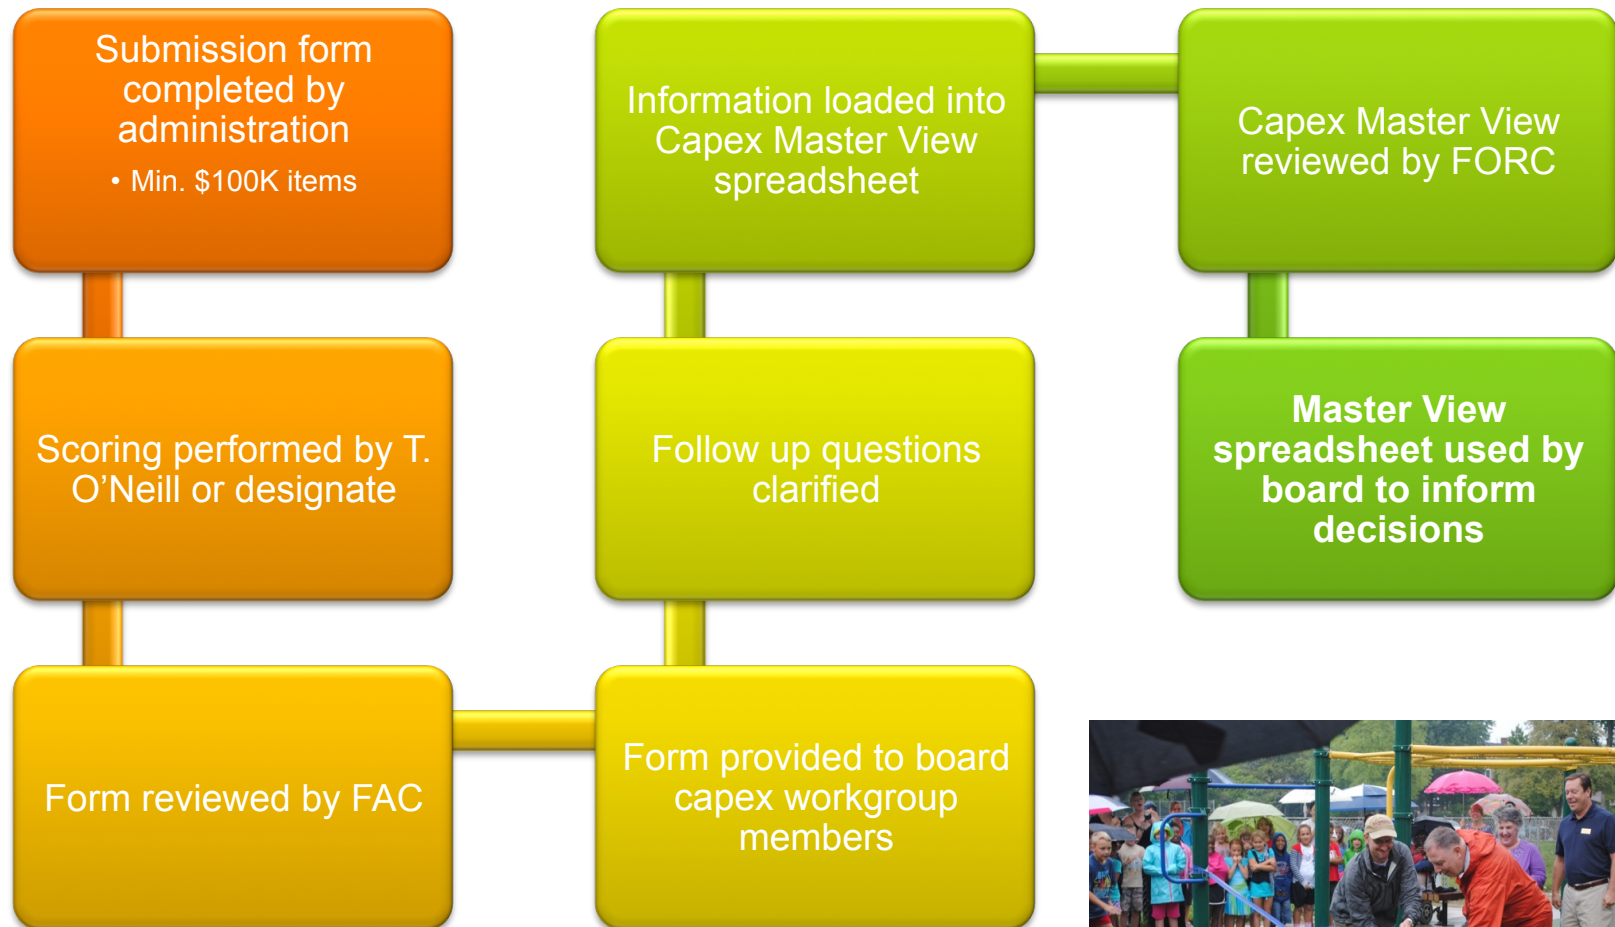 Submission form
completed by
administration
• Min. $100K items
Scoring performed by T.
O’Neill or designate
Form reviewed by FAC
Form provided to board
capex workgroup
members
Follow up questions
clarified
Information loaded into
Capex Master View
spreadsheet
Capex Master View
reviewed by FORC
Master View
spreadsheet used by
board to inform
decisions